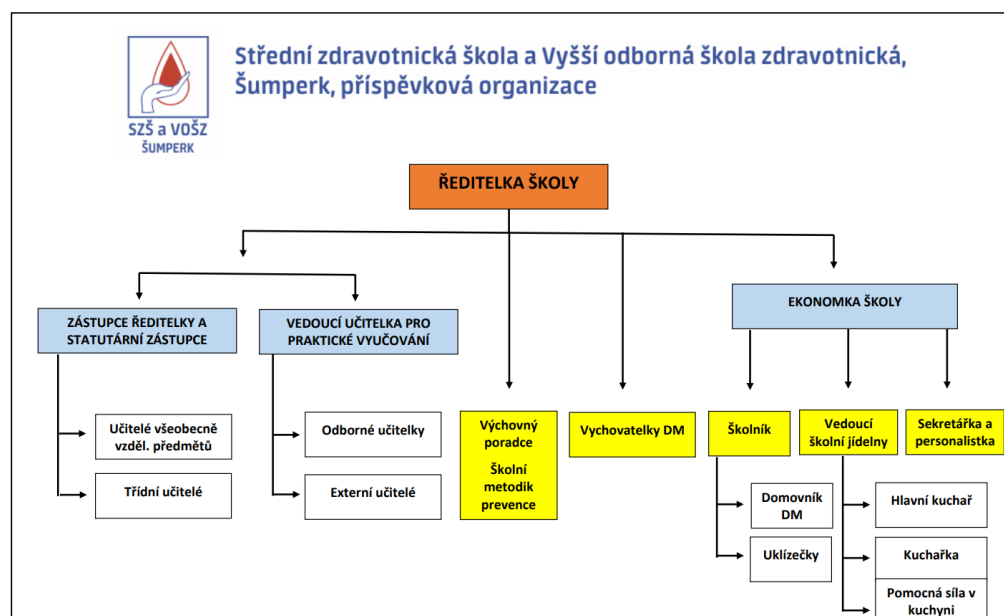 Střední zdravotnická škola a Vyšší odborná škola zdravotnická,
Šumperk, příspěvková organizace
SZŠ a VOŠZ
ŠUMPERK
ŘEDITELKA ŠKOLY
ZÁSTUPCE ŘEDITELKY A
STATUTÁRNÍ ZÁSTUPCE
VEDOUCÍ UČITELKA PRO
PRAKTICKÉ VYUČOVÁNÍ
EKONOMKA ŠKOLY
Učitelé všeobecně
vzděl. předmětů
Třídní učitelé
Odborné učitelky
Externí učitelé
Výchovný
poradce
Školní
metodik
prevence
Vychovatelky DM
Školník
Vedoucí
školní jídelny
Sekretářka a
personalistka
Domovník
DM
Uklízečky
Hlavní kuchař
Kuchařka
Pomocná síla v
kuchyni